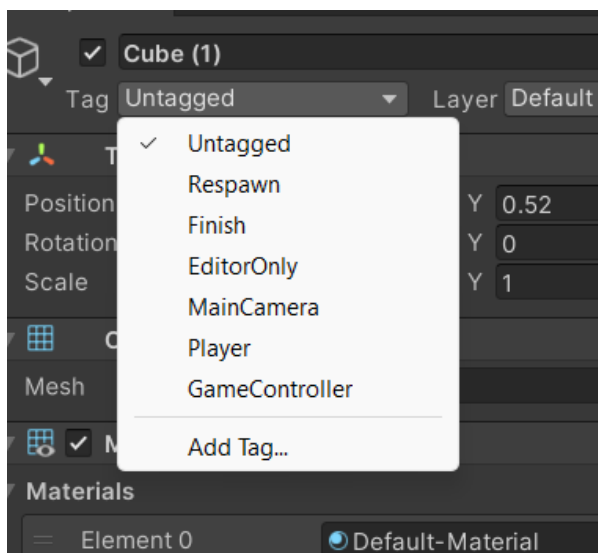 Cube (1)
Tag Untagged Layer Default
Untagged
Respawn
Finish
EditorOnly
MainCamera
Player
GameController
Add Tag...
Position Y 0.52
Rotation Y 0
Scale Y 1
Mesh
Materials
Element 0 Default-Material